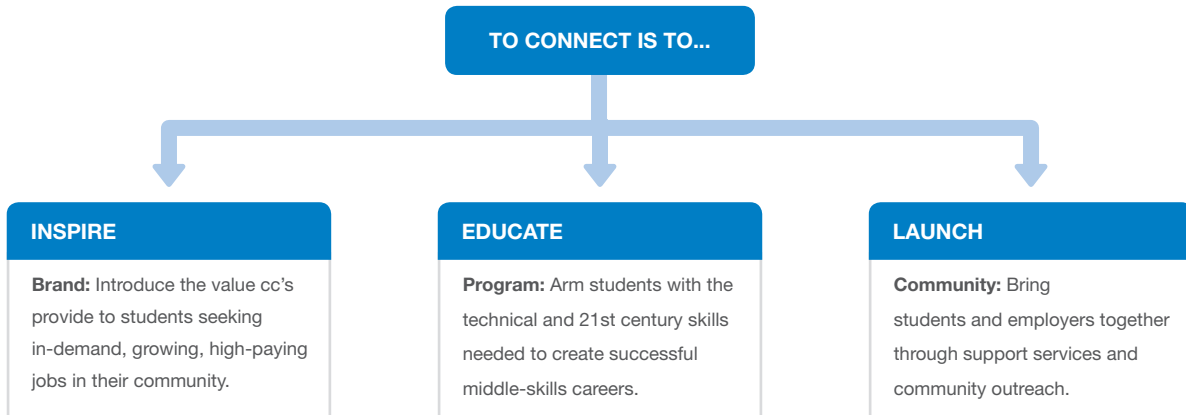 TO CONNECT IS TO...
INSPIRE
Brand: Introduce the value cc’s
provide to students seeking
in-demand, growing, high-paying
jobs in their community.
EDUCATE
Program: Arm students with the
technical and 21st century skills
needed to create successful
middle-skills careers.
LAUNCH
Community: Bring
students and employers together
through support services and
community outreach.